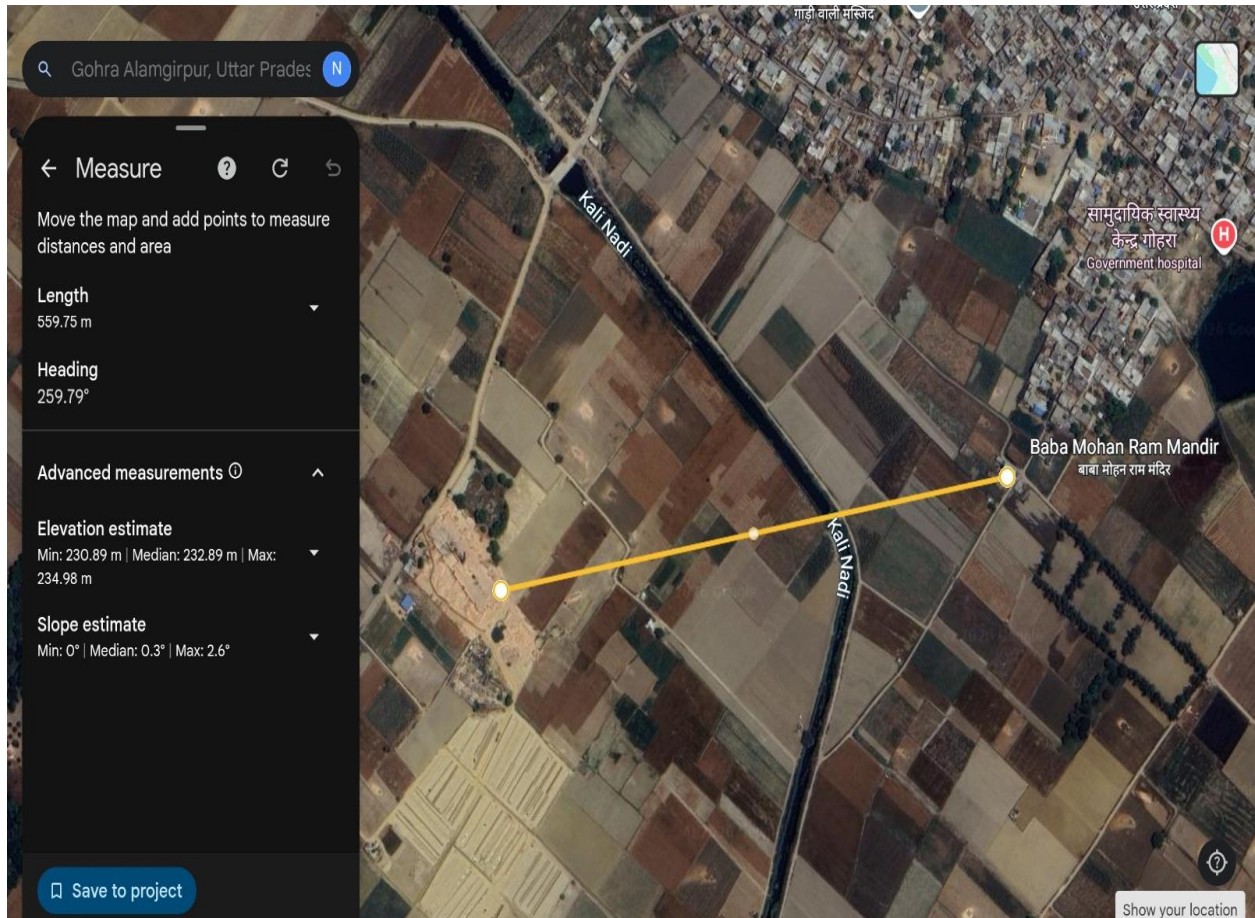 गाड़ी वाली मस्जिद
Gohra Alamgirpur, Uttar Prades
N
Measure
Move the map and add points to measure
distances and area
Length
559.75 m
Heading
259.79°
Advanced measurements
Elevation estimate
Min: 230.89 m | Median: 232.89 m | Max:
234.98 m
Slope estimate
Min: 0° | Median: 0.3° | Max: 2.6°
Save to project
Kali Nadi
सामुदायिक स्वास्थ्य
केन्द्र गोहरा
Government hospital
H
Baba Mohan Ram Mandir
बाबा मोहन राम मंदिर
Kali Nadi
Show your location